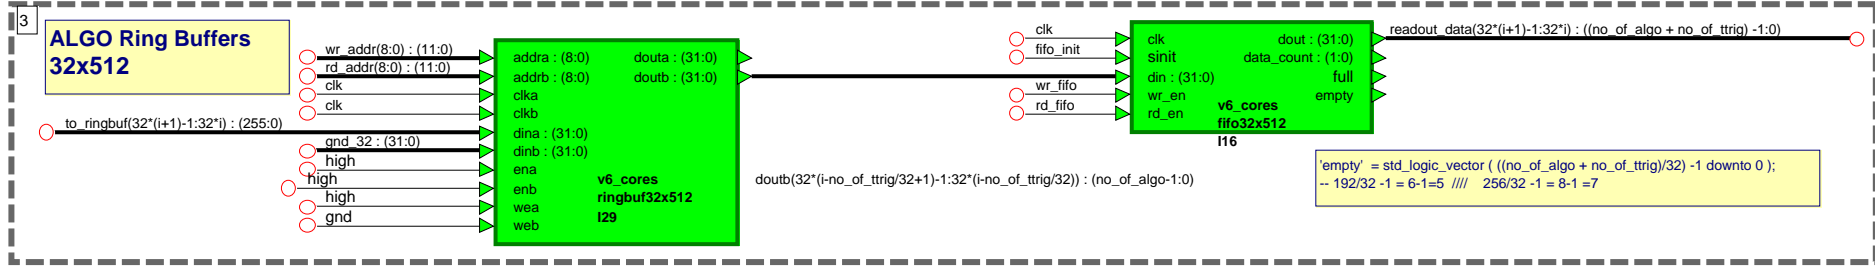 3
ALGO Ring Buffers
32x512
wr_addr(8:0) : (11:0)
rd_addr(8:0) : (11:0)
clk
clk
to_ringbuf(32*(i+1)-1:32*i) : (255:0)
gnd_32 : (31:0)
high
high
high
gnd
addra : (8:0) douta : (31:0)
addrb : (8:0) doutb : (31:0)
clka
clkb
dina : (31:0)
dinb : (31:0)
ena
enb
wea
web
v6_cores
ringbuf32x512
I29
doutb(32*(i-no_of_ttrig/32+1)-1:32*(i-no_of_ttrig/32)) : (no_of_algo-1:0)
clk
fifo_init
wr_fifo
rd_fifo
clk dout : (31:0)
sinit data_count : (1:0)
din : (31:0) full
wr_en empty
rd_en
v6_cores
fifo32x512
I16
readout_data(32*(i+1)-1:32*i) : ((no_of_algo + no_of_ttrig) -1:0)
'empty' = std_logic_vector ( ((no_of_algo + no_of_ttrig)/32) -1 downto 0 );
-- 192/32 -1 = 6-1=5 //// 256/32 -1 = 8-1 =7